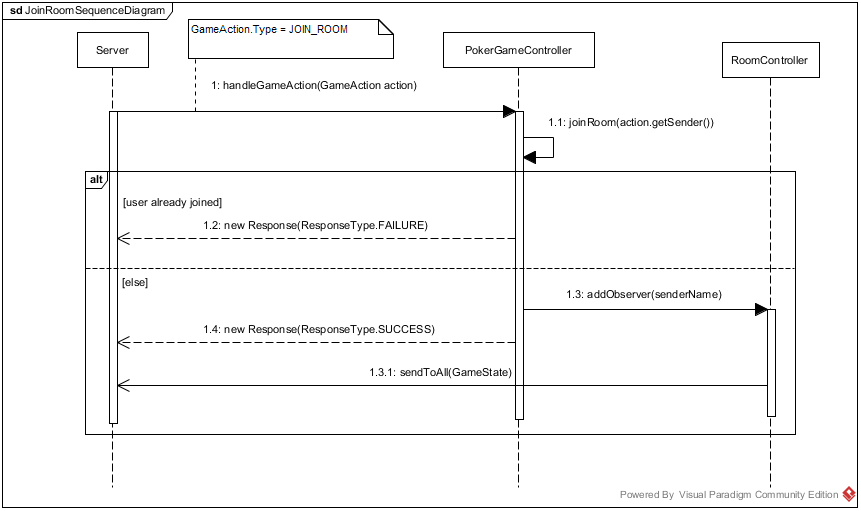 sd JoinRoomSequenceDiagram
GameAction.Type = JOIN_ROOM
Server
PokerGameController
RoomController
1: handleGameAction(GameAction action)
1.1: joinRoom(action.getSender())
alt
[user already joined]
1.2: new Response(ResponseType.FAILURE)
[else]
1.3: addObserver(senderName)
1.4: new Response(ResponseType.SUCCESS)
1.3.1: sendToAll(GameState)
Powered By Visual Paradigm Community Edition